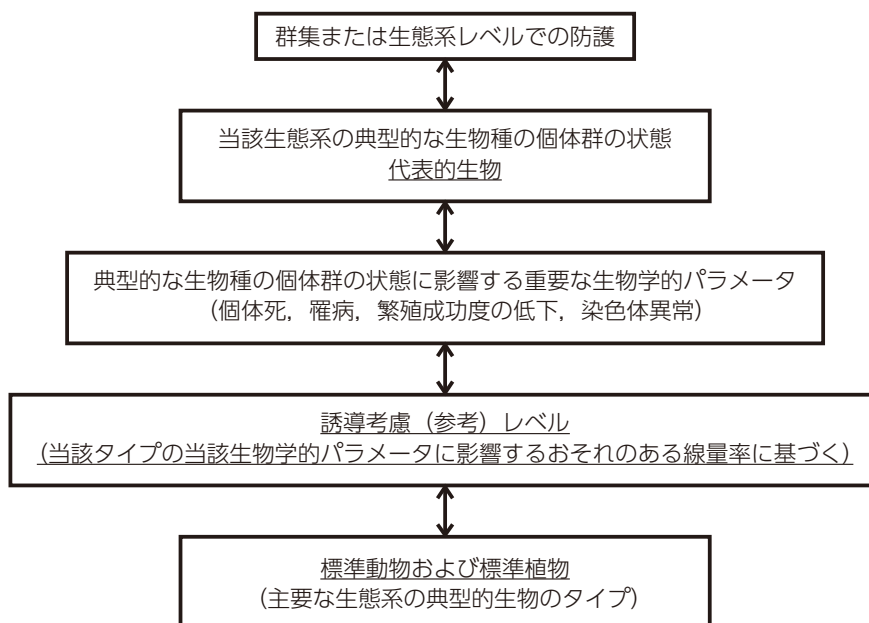 群集または生態系レベルでの防護
当該生態系の典型的な生物種の個体群の状態
代表的生物
典型的な生物種の個体群の状態に影響する重要な生物学的パラメータ
（個体死，罹病，繁殖成功度の低下，染色体異常）
誘導考慮（参考）レベル
（当該タイプの当該生物学的パラメータに影響するおそれのある線量率に基づく）
標準動物および標準植物
（主要な生態系の典型的生物のタイプ）